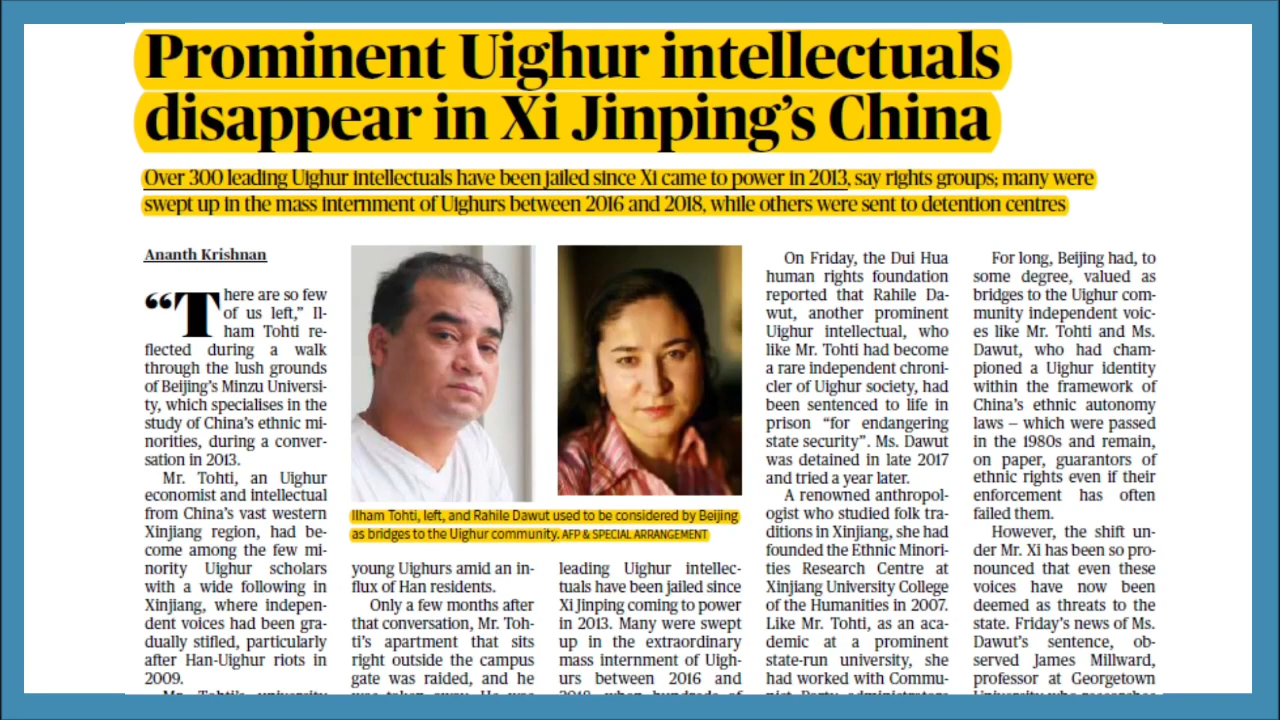 Prominent Uighur intellectuals
disappear in Xi Jinping's China
Over 300 leading Uighur intellectuals have been jailed since Xi came to power in 2013, say rights groups; many were
swept up in the mass internment of Uighurs between 2016 and 2018, while others were sent to detention centres
Ananth Krishnan
“There are so few
of us left,” Il-
ham Tohti re-
flected during a walk
through the lush grounds
of Beijing's Minzu Universi-
ty, which specialises in the
study of China's ethnic mi-
norities, during a conver-
sation in 2013.
Mr. Tohti, an Uighur
economist and intellectual
from China's vast western
Xinjiang region, had be-
come among the few mi-
nority Uighur scholars
with a wide following in
Xinjiang, where indepen-
dent voices had been gra-
dually stifled, particularly
after Han-Uighur riots in
2009.
Mr. Tohti's university
Ilham Tohti, left, and Rahile Dawut used to be considered by Beijing
as bridges to the Uighur community. AFP & SPECIAL ARRANGEMENT
young Uighurs amid an in-
flux of Han residents.
Only a few months after
that conversation, Mr. Toh-
ti's apartment that sits
right outside the campus
gate was raided, and he
was taken away. He was
leading Uighur intellec-
tuals have been jailed since
Xi Jinping coming to power
in 2013. Many were swept
up in the extraordinary
mass internment of Uigh-
urs between 2016 and
2018, when hundreds of
On Friday, the Dui Hua
human rights foundation
reported that Rahile Da-
wut, another prominent
Uighur intellectual, who
like Mr. Tohti had become
a rare independent chroni-
cler of Uighur society, had
been sentenced to life in
prison “for endangering
state security”. Ms. Dawut
was detained in late 2017
and tried a year later.
A renowned anthropol-
ogist who studied folk tra-
ditions in Xinjiang, she had
founded the Ethnic Minori-
ties Research Centre at
Xinjiang University College
of the Humanities in 2007.
Like Mr. Tohti, as an aca-
demic at a prominent
state-run university, she
had worked with Commu-
nist Party administrators
For long, Beijing had, to
some degree, valued as
bridges to the Uighur com-
munity independent voic-
es like Mr. Tohti and Ms.
Dawut, who had cham-
pioned a Uighur identity
within the framework of
China's ethnic autonomy
laws – which were passed
in the 1980s and remain,
on paper, guarantors of
ethnic rights even if their
enforcement has often
failed them.
However, the shift un-
der Mr. Xi has been so pro-
nounced that even these
voices have now been
deemed as threats to the
state. Friday's news of Ms.
Dawut's sentence, ob-
served James Millward,
professor at Georgetown
University who researches